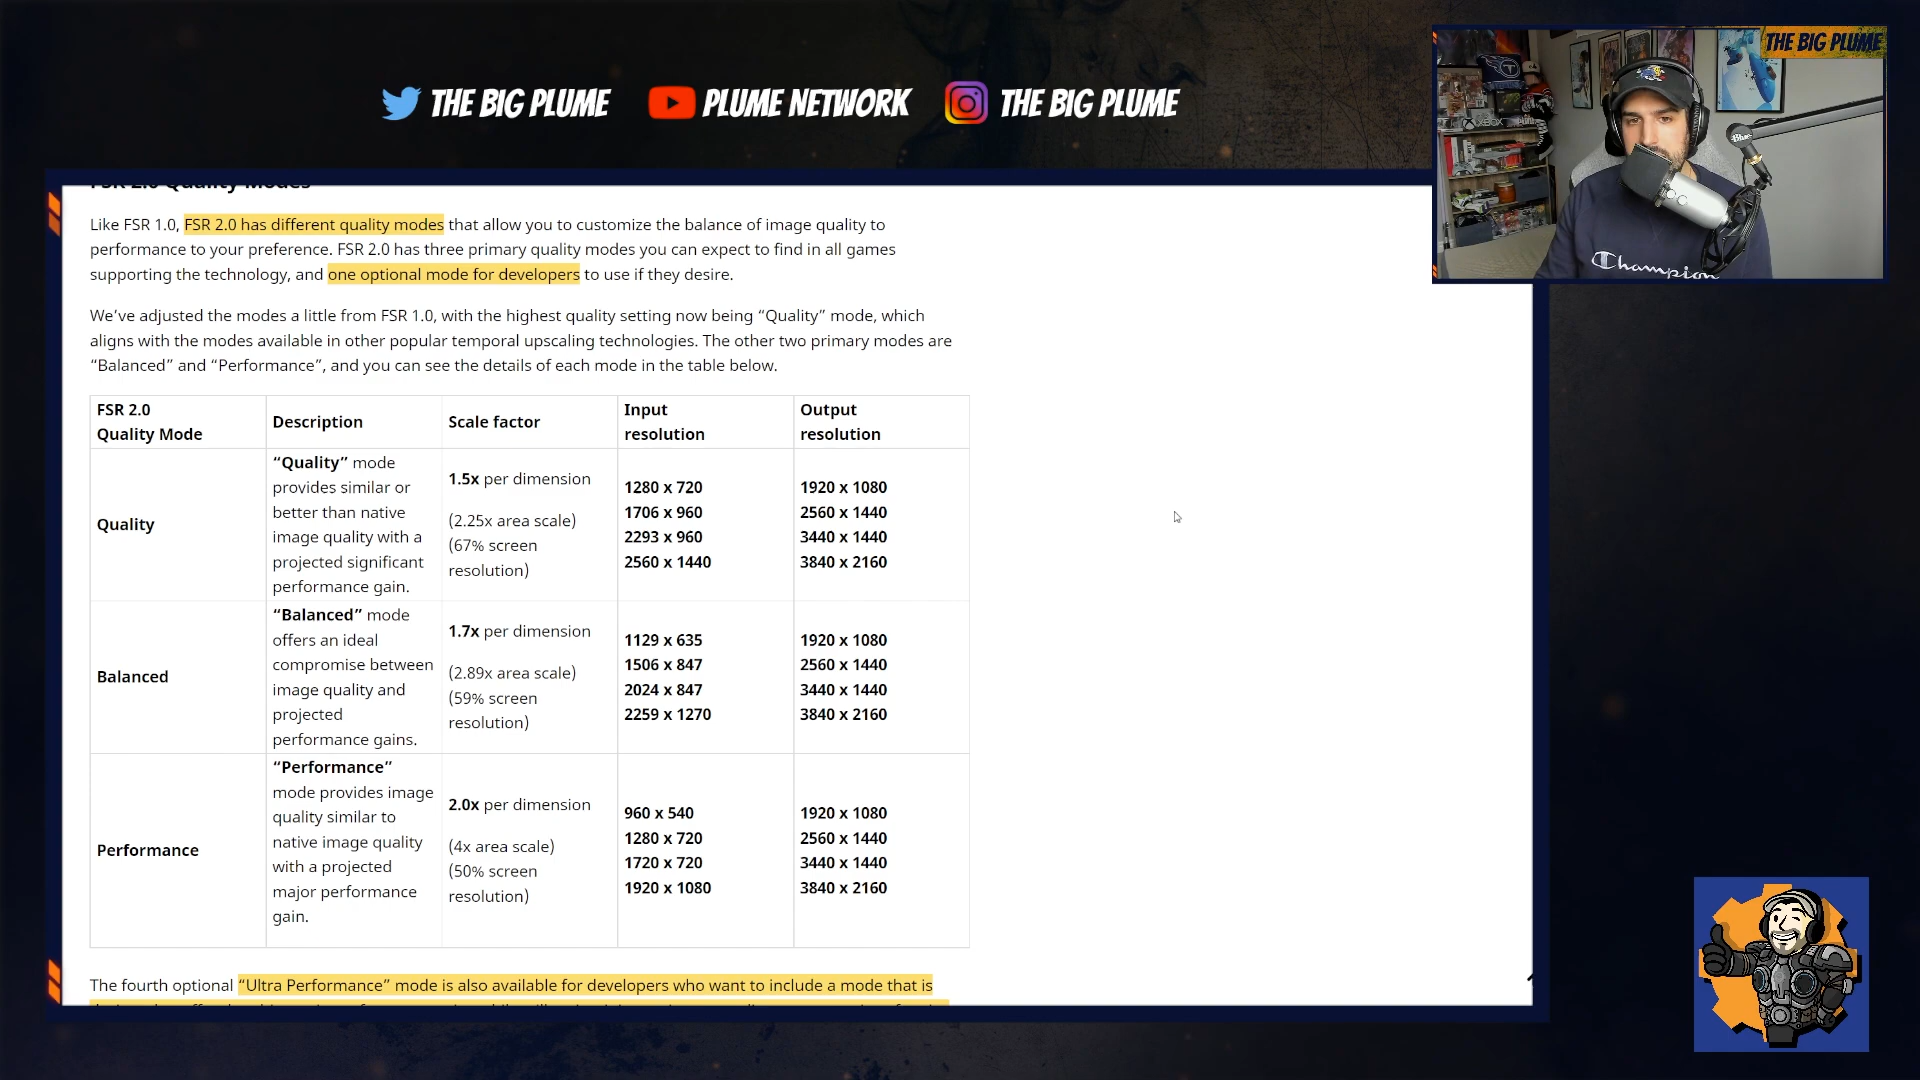 THE BIG PLUME
THE BIG PLUME PLUME NETWORK THE BIG PLUME
Champion
FSR 2.0 Quality Modes
Like FSR 1.0, FSR 2.0 has different quality modes that allow you to customize the balance of image quality to
performance to your preference. FSR 2.0 has three primary quality modes you can expect to find in all games
supporting the technology, and one optional mode for developers to use if they desire.
We’ve adjusted the modes a little from FSR 1.0, with the highest quality setting now being “Quality” mode, which
aligns with the modes available in other popular temporal upscaling technologies. The other two primary modes are
“Balanced” and “Performance”, and you can see the details of each mode in the table below.
FSR 2.0
Quality Mode
Description
Scale factor
Input
resolution
Output
resolution
Quality
“Quality” mode
provides similar or
better than native
image quality with a
projected significant
performance gain.
1.5x per dimension
(2.25x area scale)
(67% screen
resolution)
1280 x 720
1706 x 960
2293 x 960
2560 x 1440
1920 x 1080
2560 x 1440
3440 x 1440
3840 x 2160
Balanced
“Balanced” mode
offers an ideal
compromise between
image quality and
projected
performance gains.
1.7x per dimension
(2.89x area scale)
(59% screen
resolution)
1129 x 635
1506 x 847
2024 x 847
2259 x 1270
1920 x 1080
2560 x 1440
3440 x 1440
3840 x 2160
Performance
“Performance”
mode provides image
quality similar to
native image quality
with a projected
major performance
gain.
2.0x per dimension
(4x area scale)
(50% screen
resolution)
960 x 540
1280 x 720
1720 x 720
1920 x 1080
1920 x 1080
2560 x 1440
3440 x 1440
3840 x 2160
The fourth optional “Ultra Performance” mode is also available for developers who want to include a mode that is